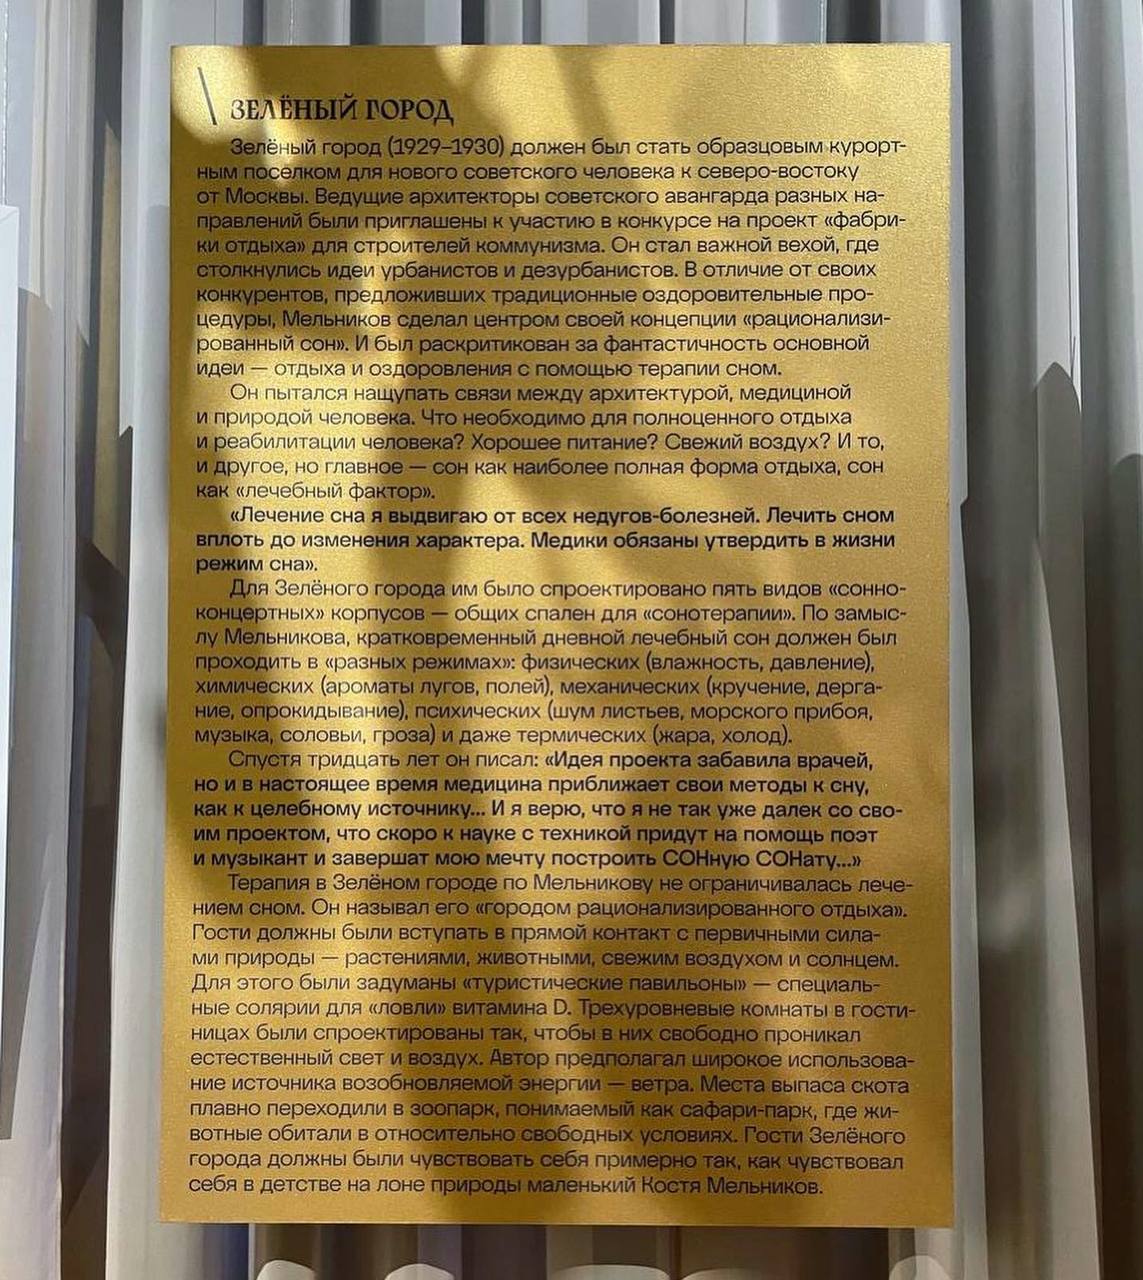 ЗЕЛЁНЫЙ ГОРОД
Зелёный город (1929–1930) должен был стать образцовым курорт-
ным поселком для нового советского человека к северо-востоку
от Москвы. Ведущие архитекторы советского авангарда разных на-
правлений были приглашены к участию в конкурсе на проект «фабри-
ки отдыха» для строителей коммунизма. Он стал важной вехой, где
столкнулись идеи урбанистов и дезурбанистов. В отличие от своих
конкурентов, предложивших традиционные оздоровительные про-
цедуры, Мельников сделал центром своей концепции «рационализи-
рованный сон». И был раскритикован за фантастичность основной
идеи — отдыха и оздоровления с помощью терапии сном.
Он пытался нащупать связи между архитектурой, медициной
и природой человека. Что необходимо для полноценного отдыха
и реабилитации человека? Хорошее питание? Свежий воздух? И то,
и другое, но главное — сон как наиболее полная форма отдыха, сон
как «лечебный фактор».
«Лечение сна я выдвигаю от всех недугов-болезней. Лечить сном
вплоть до изменения характера. Медики обязаны утвердить в жизни
режим сна».
Для Зелёного города им было спроектировано пять видов «сонно-
концертных» корпусов — общих спален для «сонотерапии». По замыс-
лу Мельникова, кратковременный дневной лечебный сон должен был
проходить в «разных режимах»: физических (влажность, давление),
химических (ароматы лугов, полей), механических (кручение, дерга-
ние, опрокидывание), психических (шум листьев, морского прибоя,
музыка, соловьи, гроза) и даже термических (жара, холод).
Спустя тридцать лет он писал: «Идея проекта забавила врачей,
но и в настоящее время медицина приближает свои методы к сну,
как к целебному источнику... И я верю, что я не так уже далек со сво-
им проектом, что скоро к науке с техникой придут на помощь поэт
и музыкант и завершат мою мечту построить СОНную СОНату...»
Терапия в Зелёном городе по Мельникову не ограничивалась лече-
нием сном. Он называл его «городом рационализированного отдыха».
Гости должны были вступать в прямой контакт с первичными сила-
ми природы — растениями, животными, свежим воздухом и солнцем.
Для этого были задуманы «туристические павильоны» — специаль-
ные солярии для «ловли» витамина D. Трехуровневые комнаты в гости-
ницах были спроектированы так, чтобы в них свободно проникал
естественный свет и воздух. Автор предполагал широкое использова-
ние источника возобновляемой энергии — ветра. Места выпаса скота
плавно переходили в зоопарк, понимаемый как сафари-парк, где жи-
вотные обитали в относительно свободных условиях. Гости Зелёного
города должны были чувствовать себя примерно так, как чувствовал
себя в детстве на лоне природы маленький Костя Мельников.